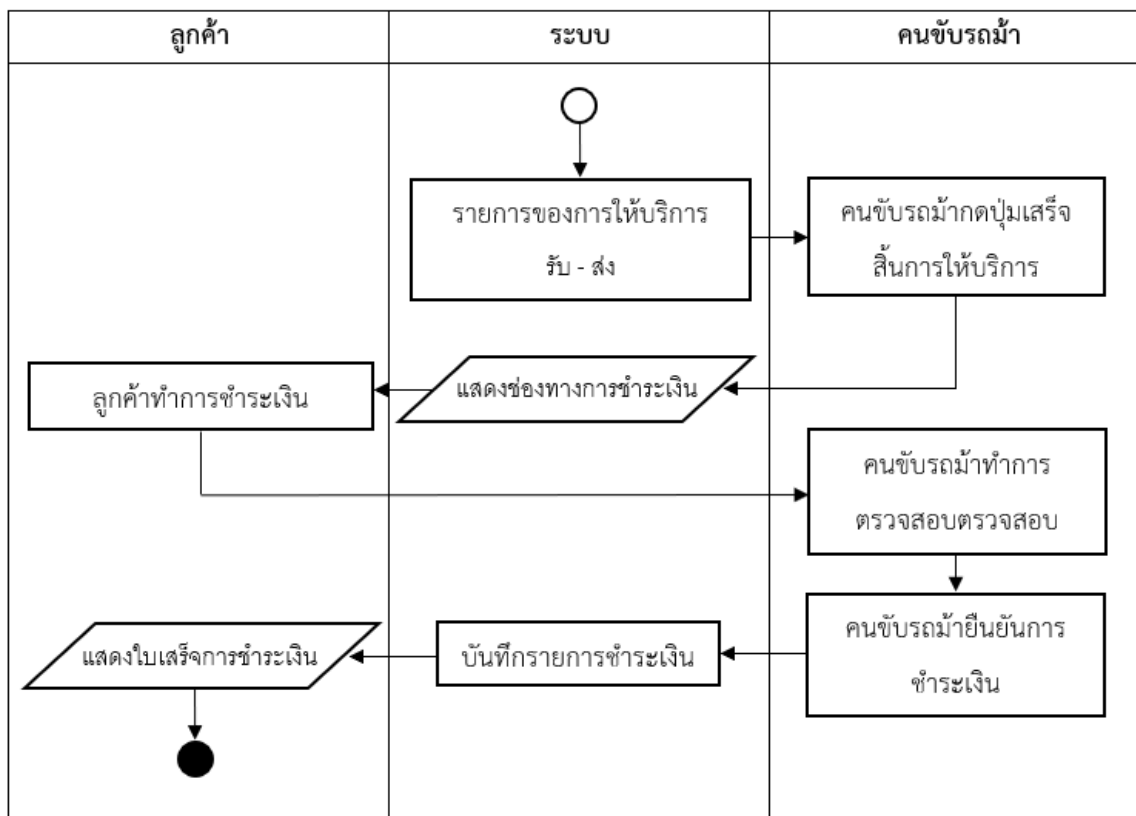 ลูกค้า
ระบบ
คนขับรถม้า
รายการของการให้บริการ
รับ - ส่ง
คนขับรถม้ากดปุ่มเสร็จ
สิ้นการให้บริการ
แสดงช่องทางการชำระเงิน
ลูกค้าทำการชำระเงิน
คนขับรถม้าทำการ
ตรวจสอบตรวจสอบ
คนขับรถม้ายืนยันการ
ชำระเงิน
บันทึกรายการชำระเงิน
แสดงใบเสร็จการชำระเงิน